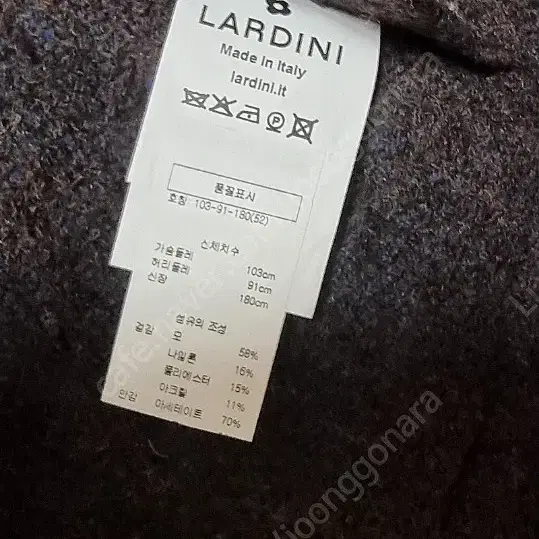 LARDINI
Made in Italy
lardini.it
품질표시
호칭: 103-91-180(52)
신체치수
가슴둘레 103cm
허리둘레 91cm
신장 180cm
섬유의 조성
겉감 모 58%
나일론 16%
폴리에스터 15%
아크릴 11%
안감 아세테이트 70%
joonggonara